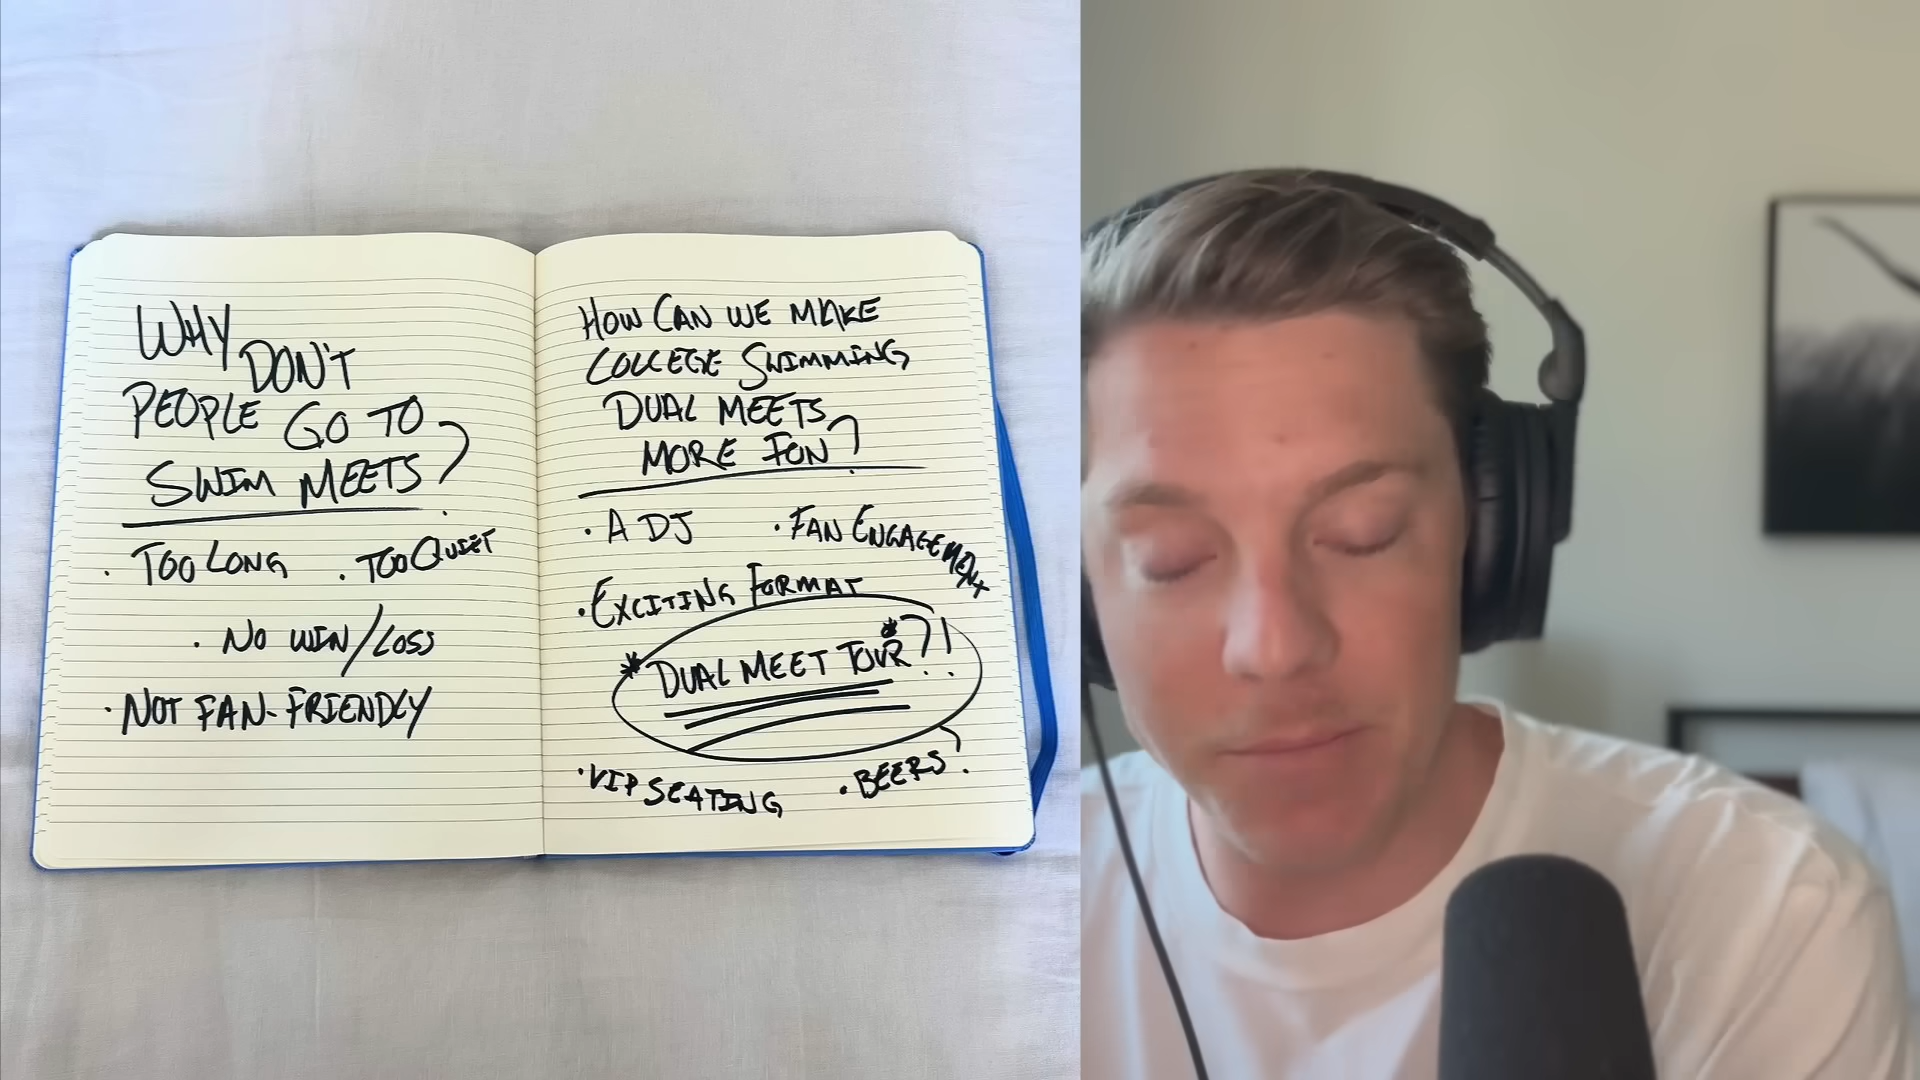 WHY
DON'T
PEOPLE GO TO
SWIM MEETS?
· TOO LONG
· TOO QUIET
· NO WIN/LOSS
· NOT FAN-FRIENDLY
HOW CAN WE MAKE
COLLEGE SWIMMING
DUAL MEETS
MORE FUN?
· A DJ
· FAN ENGAGEMENT
· EXCITING FORMAT
* DUAL MEET TOUR * ?!
· VIP SEATING
· BEERS